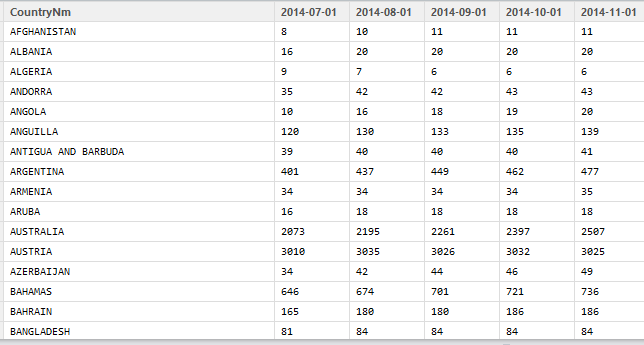 CountryNm 2014-07-01 2014-08-01 2014-09-01 2014-10-01 2014-11-01
AFGHANISTAN 8 10 11 11 11
ALBANIA 16 20 20 20 20
ALGERIA 9 7 6 6 6
ANDORRA 35 42 42 43 43
ANGOLA 10 16 18 19 20
ANGUILLA 120 130 133 135 139
ANTIGUA AND BARBUDA 39 40 40 40 41
ARGENTINA 401 437 449 462 477
ARMENIA 34 34 34 34 35
ARUBA 16 18 18 18 18
AUSTRALIA 2073 2195 2261 2397 2507
AUSTRIA 3010 3035 3026 3032 3025
AZERBAIJAN 34 42 44 46 49
BAHAMAS 646 674 701 721 736
BAHRAIN 165 180 180 186 186
BANGLADESH 81 84 84 84 84